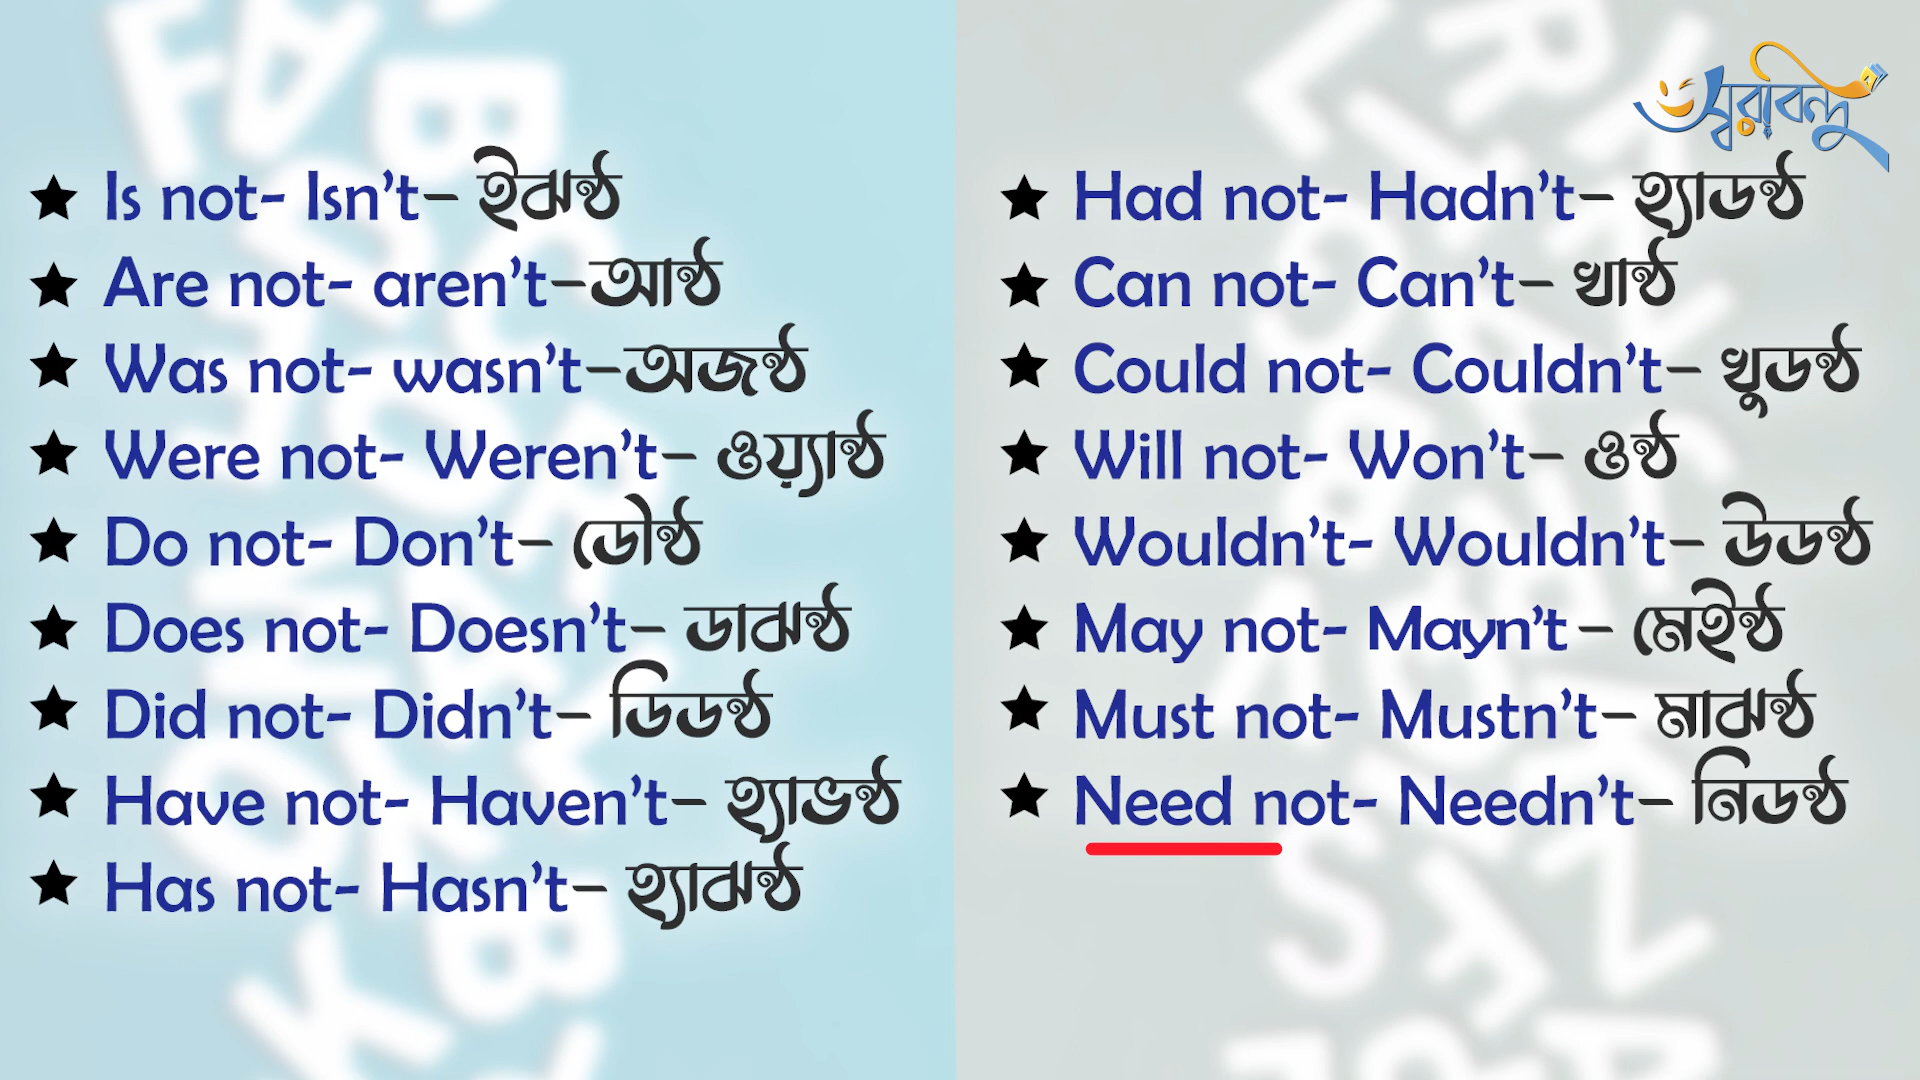 স্বরবিন্দু
Is not- Isn’t– ইঝন্ঠ
Are not- aren’t–আন্ঠ
Was not- wasn’t–অজন্ঠ
Were not- Weren’t– ওয়্যান্ঠ
Do not- Don’t– ডৌন্ঠ
Does not- Doesn’t– ডাঝন্ঠ
Did not- Didn’t– ডিডন্ঠ
Have not- Haven’t– হ্যাভন্ঠ
Has not- Hasn’t– হ্যাঝন্ঠ
Had not- Hadn’t– হ্যাডন্ঠ
Can not- Can’t– খান্ঠ
Could not- Couldn’t– খুডন্ঠ
Will not- Won’t– ওন্ঠ
Wouldn’t- Wouldn’t– উডন্ঠ
May not- Mayn’t – মেইন্ঠ
Must not- Mustn’t– মাঝন্ঠ
Need not- Needn’t– নিডন্ঠ